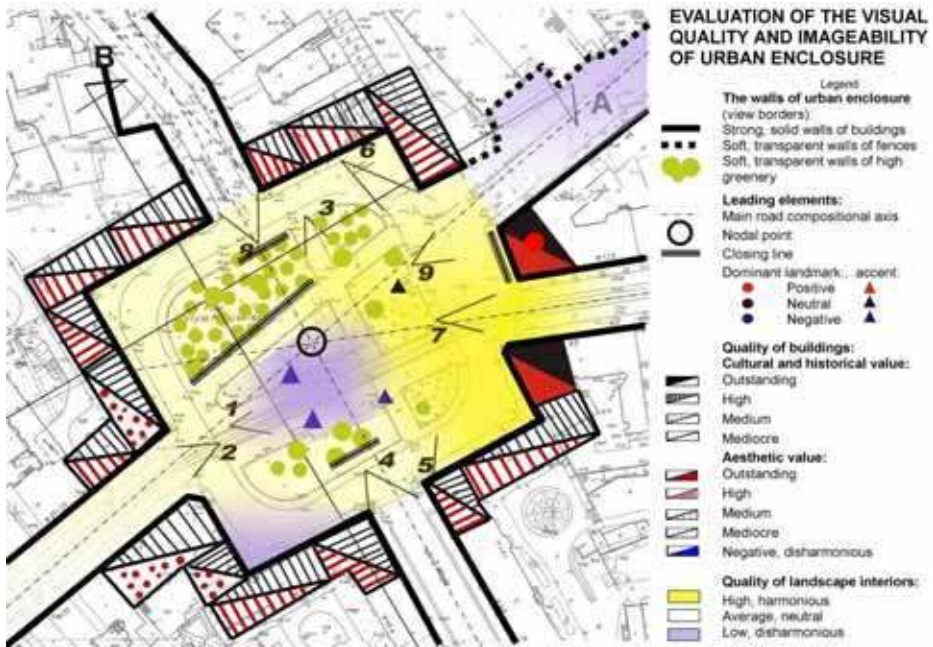 EVALUATION OF THE VISUAL
QUALITY AND IMAGEABILITY
OF URBAN ENCLOSURE
Legend
The walls of urban enclosure
(view borders)
Strong, solid walls of buildings
Soft, transparent walls of fences
Soft, transparent walls of high
greenery
Leading elements:
Main road compositional axis
Nodal point
Closing line
Dominant landmark: accent:
Positive
Neutral
Negative
Quality of buildings:
Cultural and historical value:
Outstanding
High
Medium
Mediocre
Aesthetic value:
Outstanding
High
Medium
Mediocre
Negative, disharmonious
Quality of landscape interiors:
High, harmonious
Average, neutral
Low, disharmonious
B
A
6
3
8
9
7
1
2
4
5